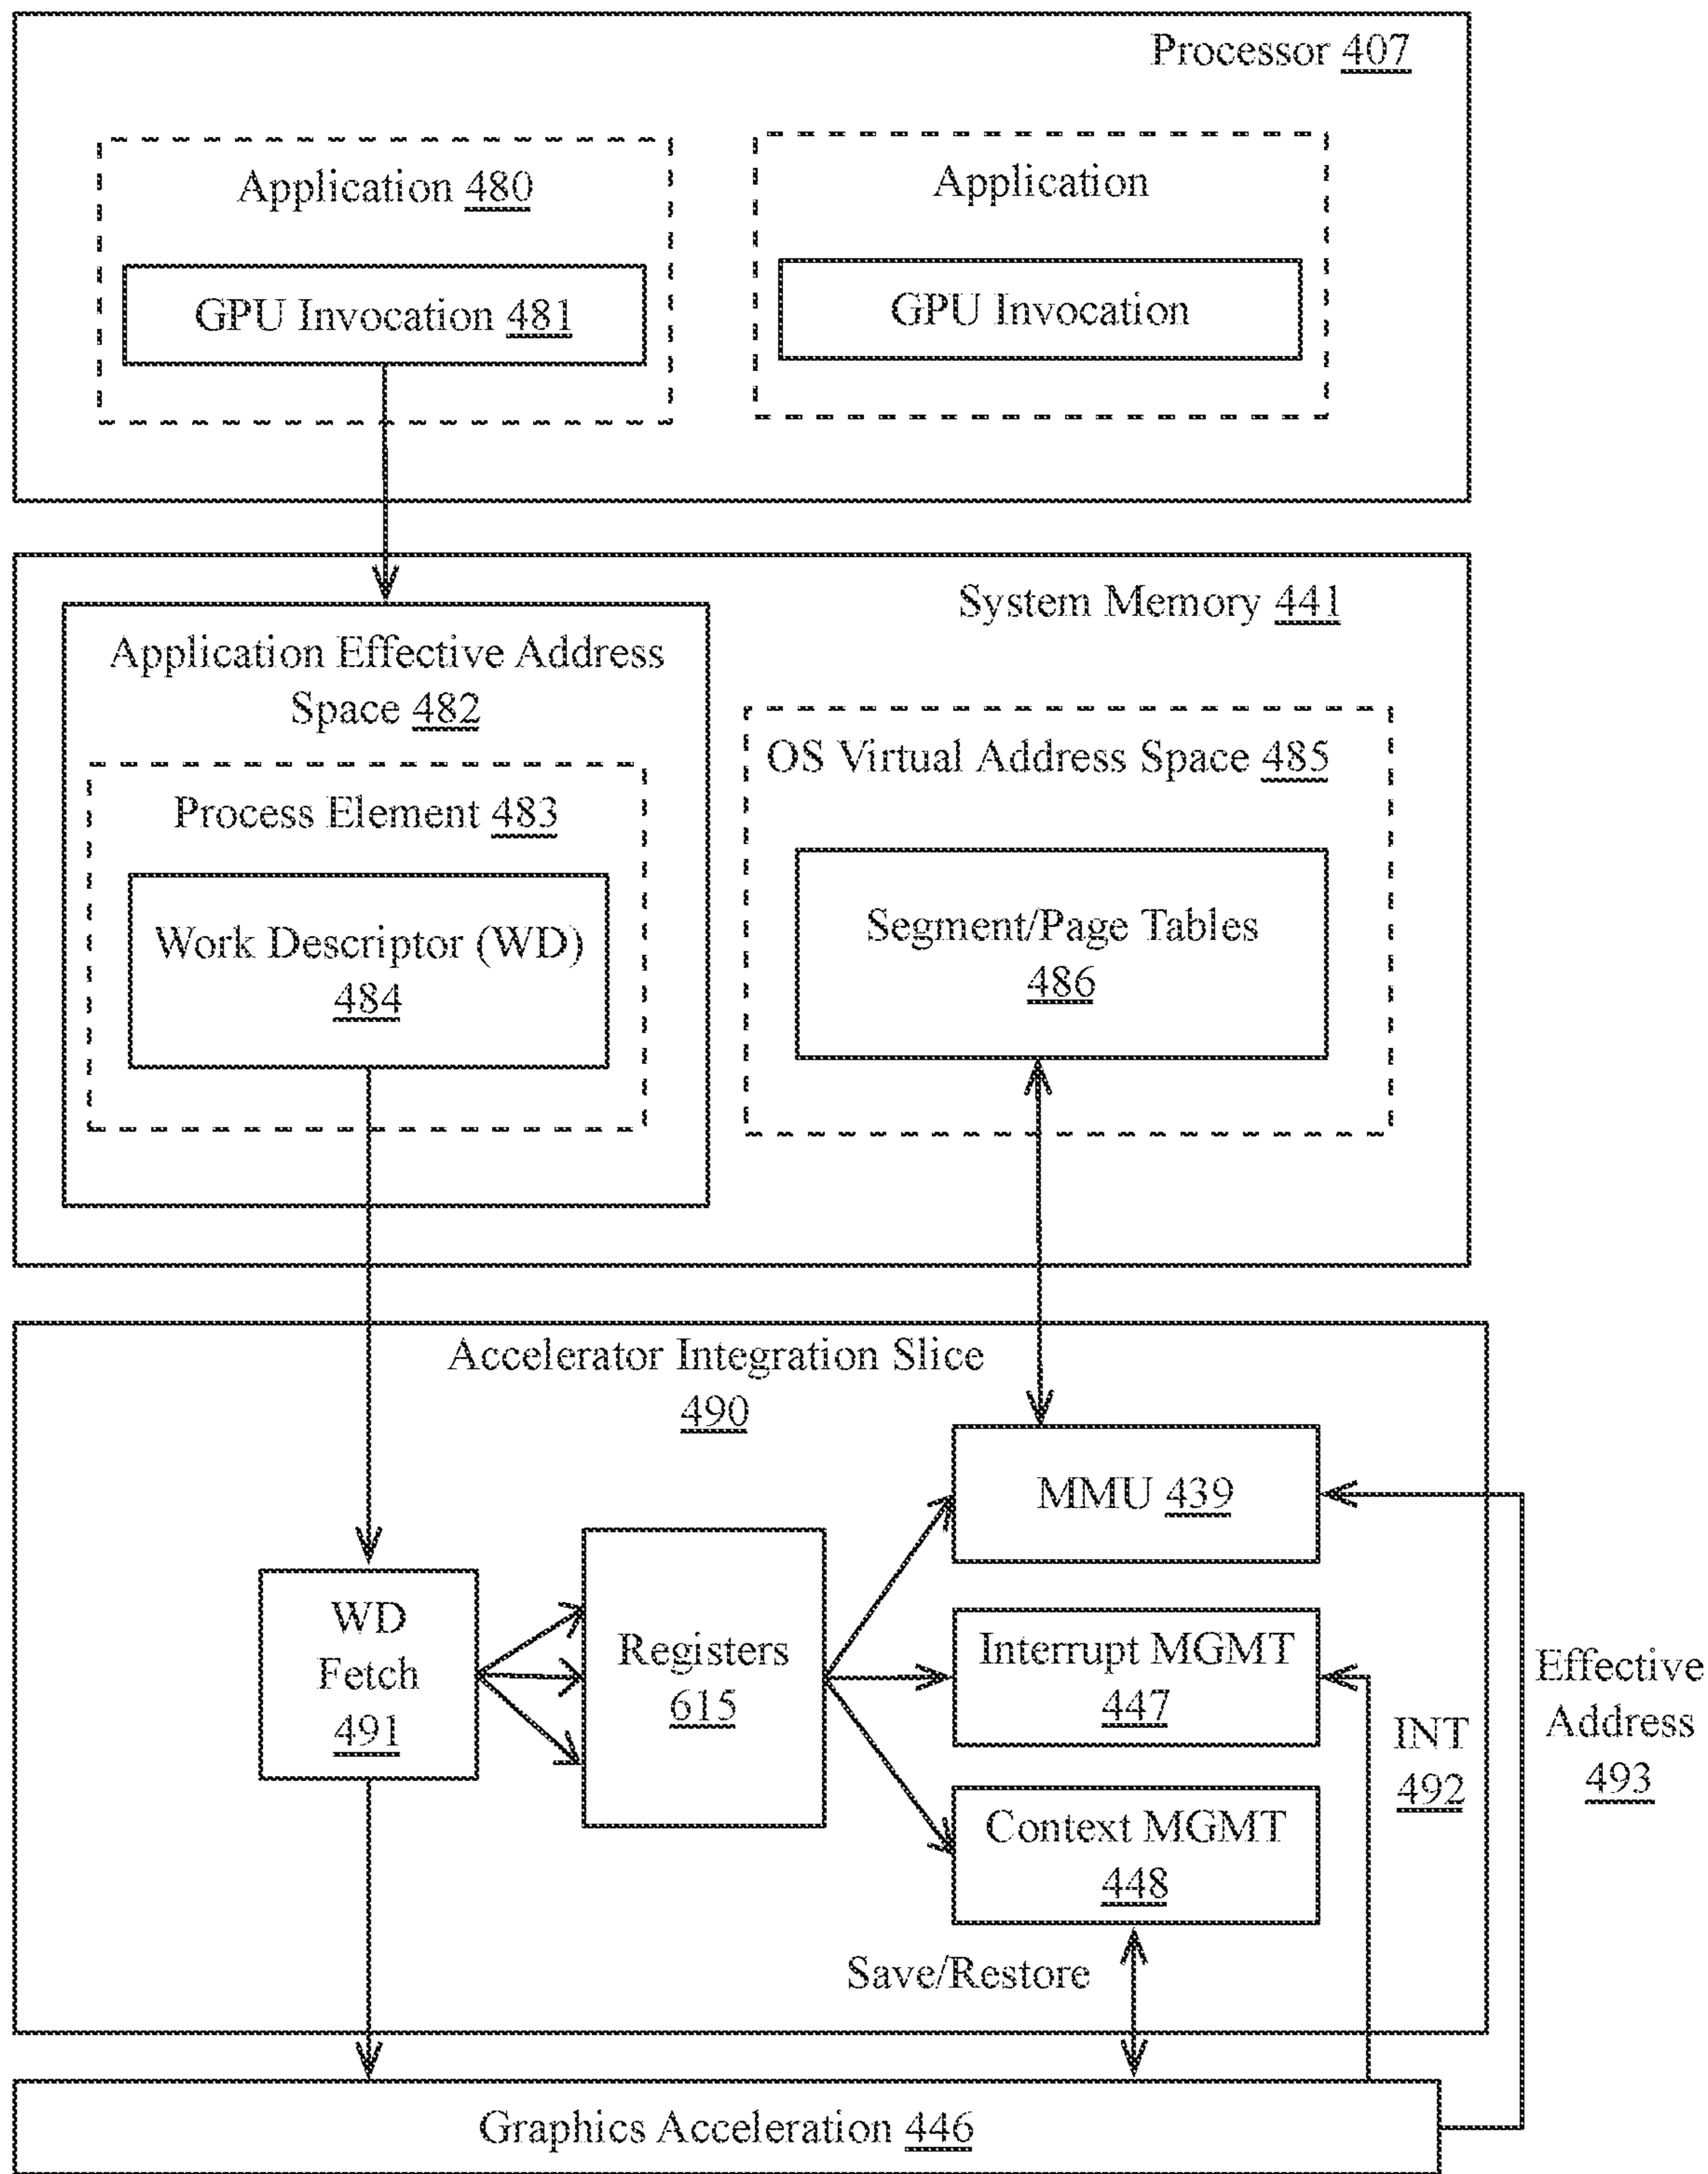 Processor 407
Application 480
Application
GPU Invocation 481
GPU Invocation
System Memory 441
Application Effective Address
Space 482
OS Virtual Address Space 485
Process Element 483
Segment/Page Tables
486
Work Descriptor (WD)
484
Accelerator Integration Slice
490
MMU 439
WD
Fetch
491
Registers
615
Interrupt MGMT
447
Effective
Address
493
INT
492
Context MGMT
448
Save/Restore
Graphics Acceleration 446